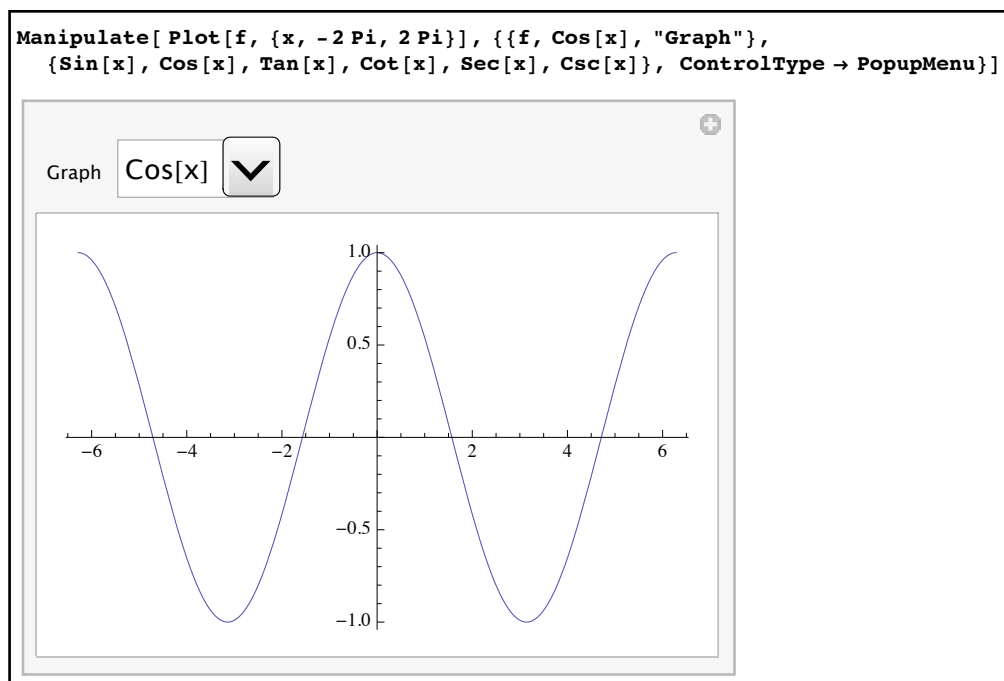 Manipulate[ Plot[f, {x, -2 Pi, 2 Pi}], {{f, Cos[x], "Graph"},
{Sin[x], Cos[x], Tan[x], Cot[x], Sec[x], Csc[x]}, ControlType → PopupMenu}]
Graph Cos[x]
1.0
0.5
−6 −4 −2 2 4 6
−0.5
−1.0